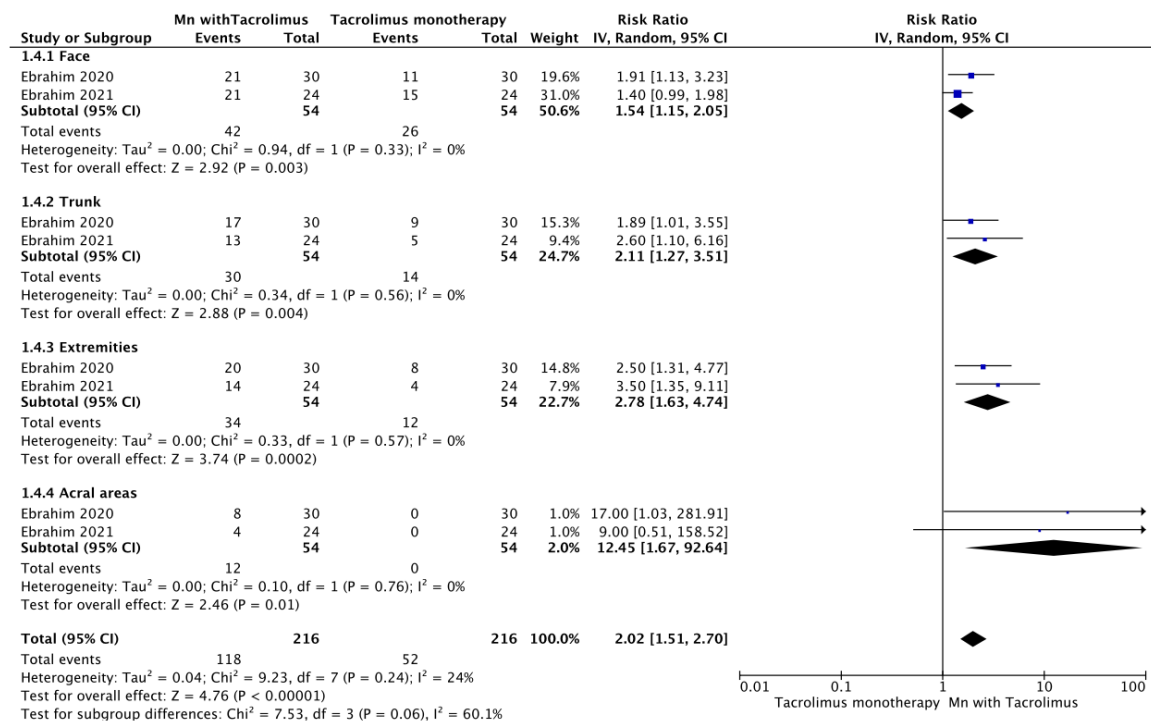 Mn withTacrolimus Tacrolimus monotherapy Risk Ratio Risk Ratio
Study or Subgroup Events Total Events Total Weight IV, Random, 95% CI IV, Random, 95% CI
1.4.1 Face
Ebrahim 2020 21 30 11 30 19.6% 1.91 [1.13, 3.23]
Ebrahim 2021 21 24 15 24 31.0% 1.40 [0.99, 1.98]
Subtotal (95% CI) 54 54 50.6% 1.54 [1.15, 2.05]
Total events 42 26
Heterogeneity: Tau² = 0.00; Chi² = 0.94, df = 1 (P = 0.33); I² = 0%
Test for overall effect: Z = 2.92 (P = 0.003)
1.4.2 Trunk
Ebrahim 2020 17 30 9 30 15.3% 1.89 [1.01, 3.55]
Ebrahim 2021 13 24 5 24 9.4% 2.60 [1.10, 6.16]
Subtotal (95% CI) 54 54 24.7% 2.11 [1.27, 3.51]
Total events 30 14
Heterogeneity: Tau² = 0.00; Chi² = 0.34, df = 1 (P = 0.56); I² = 0%
Test for overall effect: Z = 2.88 (P = 0.004)
1.4.3 Extremities
Ebrahim 2020 20 30 8 30 14.8% 2.50 [1.31, 4.77]
Ebrahim 2021 14 24 4 24 7.9% 3.50 [1.35, 9.11]
Subtotal (95% CI) 54 54 22.7% 2.78 [1.63, 4.74]
Total events 34 12
Heterogeneity: Tau² = 0.00; Chi² = 0.33, df = 1 (P = 0.57); I² = 0%
Test for overall effect: Z = 3.74 (P = 0.0002)
1.4.4 Acral areas
Ebrahim 2020 8 30 0 30 1.0% 17.00 [1.03, 281.91]
Ebrahim 2021 4 24 0 24 1.0% 9.00 [0.51, 158.52]
Subtotal (95% CI) 54 54 2.0% 12.45 [1.67, 92.64]
Total events 12 0
Heterogeneity: Tau² = 0.00; Chi² = 0.10, df = 1 (P = 0.76); I² = 0%
Test for overall effect: Z = 2.46 (P = 0.01)
Total (95% CI) 216 216 100.0% 2.02 [1.51, 2.70]
Total events 118 52
Heterogeneity: Tau² = 0.04; Chi² = 9.23, df = 7 (P = 0.24); I² = 24%
Test for overall effect: Z = 4.76 (P < 0.00001)
Test for subgroup differences: Chi² = 7.53, df = 3 (P = 0.06), I² = 60.1%
0.01 0.1 1 10 100
Tacrolimus monotherapy Mn with Tacrolimus